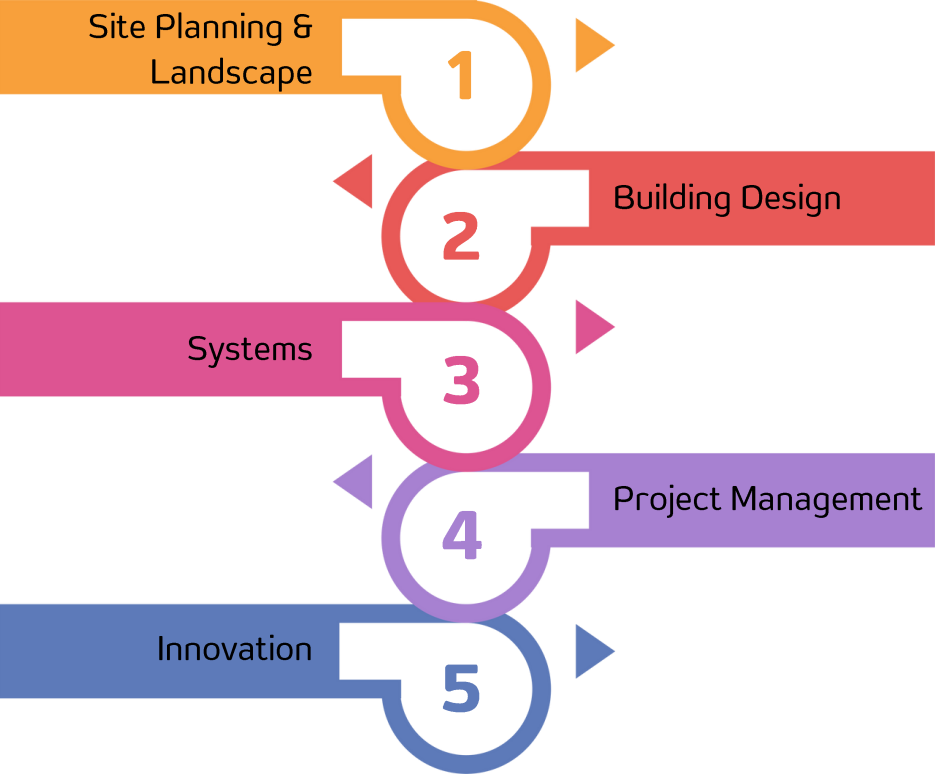 Site Planning &
Landscape
1
2
Building Design
Systems
3
4
Project Management
Innovation
5